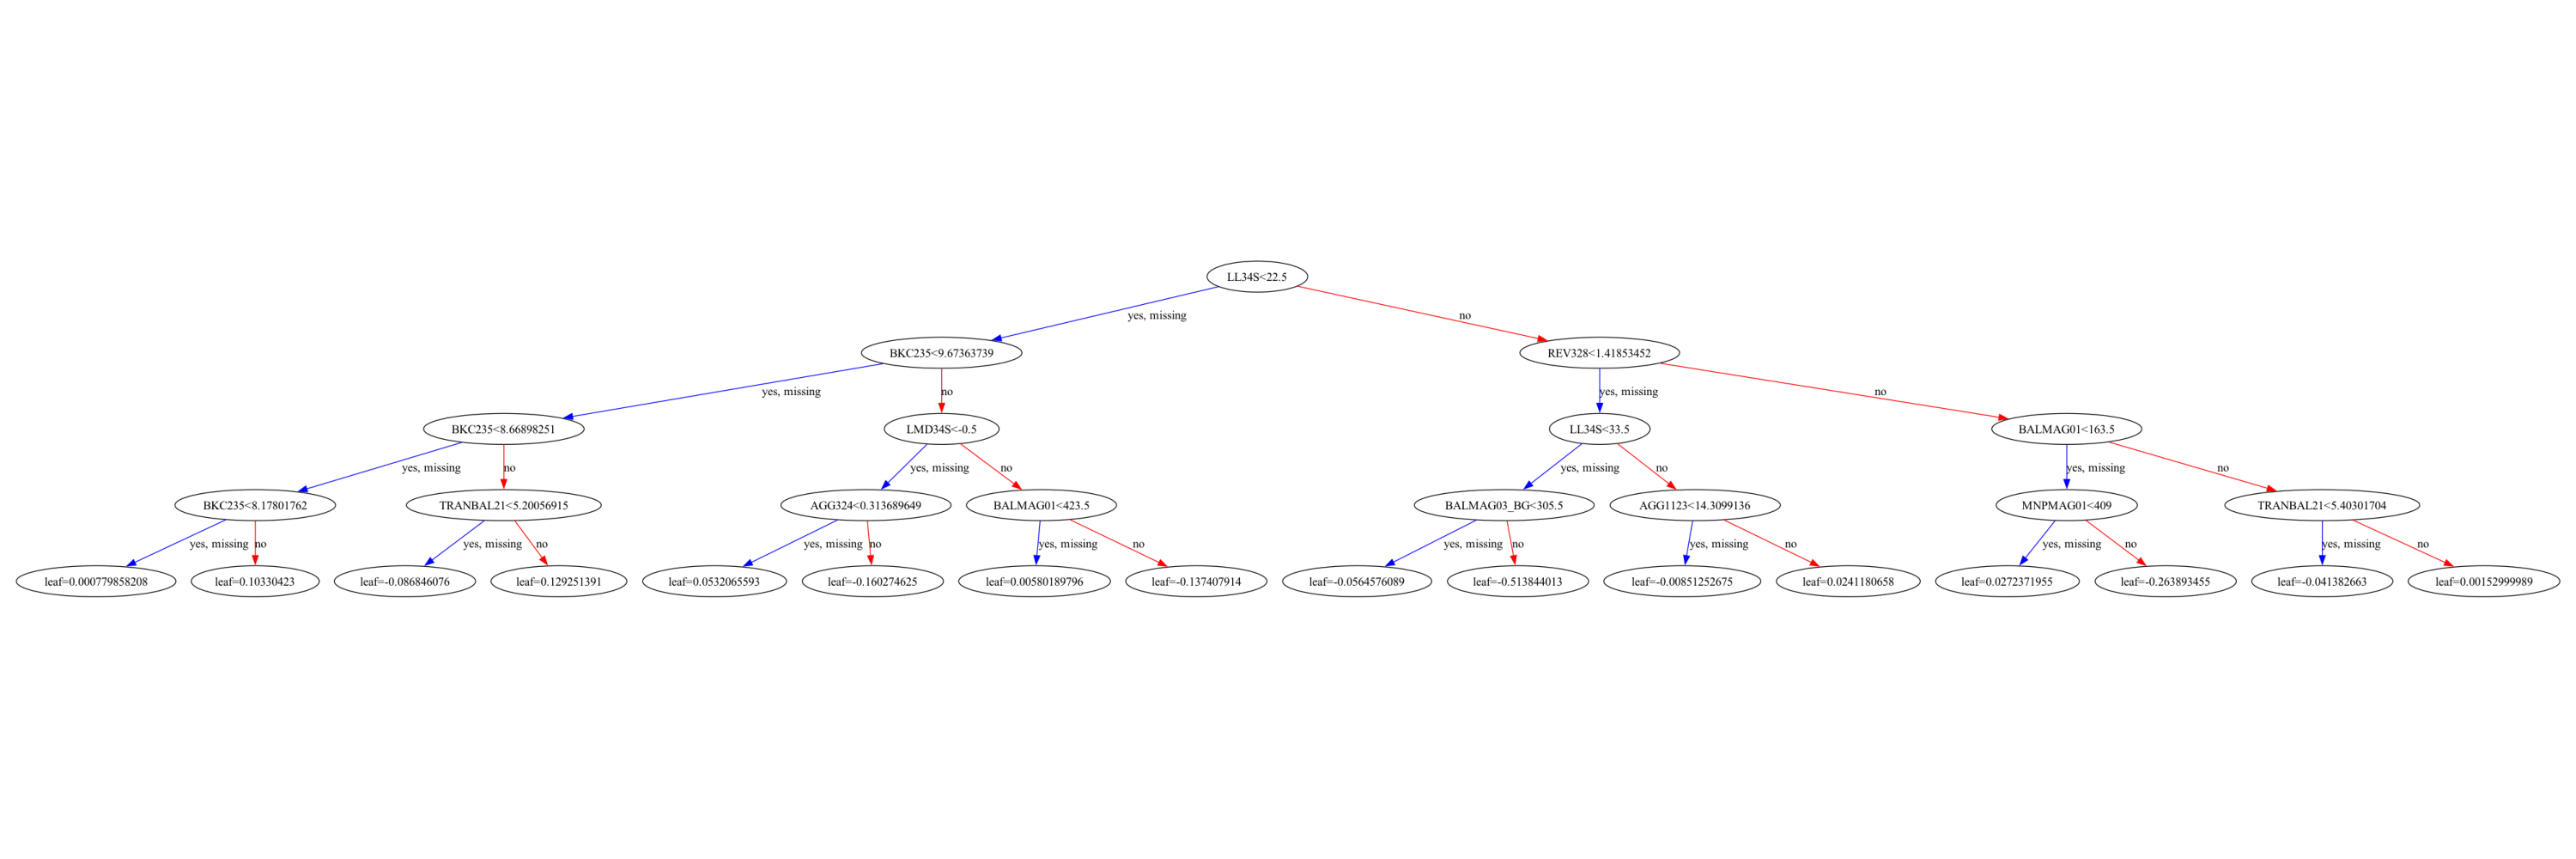 LL34S<22.5
yes, missing
no
BKC235<9.67363739
REV328<1.41853452
yes, missing
no
yes, missing
no
BKC235<8.66898251
LMD34S<-0.5
LL34S<33.5
BALMAG01<163.5
yes, missing
no
yes, missing
no
yes, missing
no
yes, missing
no
BKC235<8.17801762
TRANBAL21<5.20056915
AGG324<0.313689649
BALMAG01<423.5
BALMAG03_BG<305.5
AGG1123<14.3099136
MNPMAG01<409
TRANBAL21<5.40301704
yes, missing
no
yes, missing
no
yes, missing
no
yes, missing
no
yes, missing
no
yes, missing
no
yes, missing
no
yes, missing
no
leaf=0.000779858208
leaf=0.10330423
leaf=-0.086846076
leaf=0.129251391
leaf=0.0532065593
leaf=-0.160274625
leaf=0.00580189796
leaf=-0.137407914
leaf=-0.0564576089
leaf=-0.513844013
leaf=-0.00851252675
leaf=0.0241180658
leaf=0.0272371955
leaf=-0.263893455
leaf=-0.041382663
leaf=0.00152999989